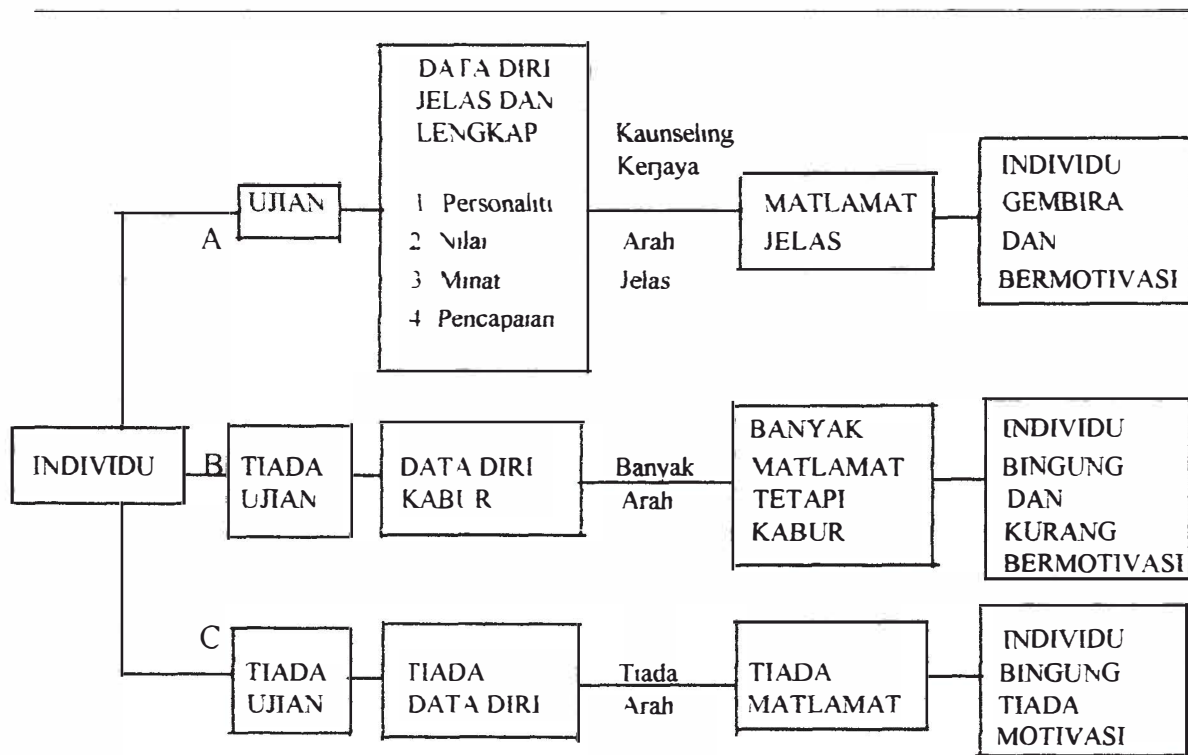 DATA DIRI
JELAS DAN
LENGKAP
1 Personaliti
2 Nilai
3 Minat
4 Pencapaian
Kaunseling
Kerjaya
Arah
Jelas
UJIAN
A
MATLAMAT
JELAS
INDIVIDU
GEMBIRA
DAN
BERMOTIVASI
INDIVIDU
B
TIADA
UJIAN
DATA DIRI
KABUR
Banyak
Arah
BANYAK
MATLAMAT
TETAPI
KABUR
INDIVIDU
BINGUNG
DAN
KURANG
BERMOTIVASI
C
TIADA
UJIAN
TIADA
DATA DIRI
Tiada
Arah
TIADA
MATLAMAT
INDIVIDU
BINGUNG
TIADA
MOTIVASI